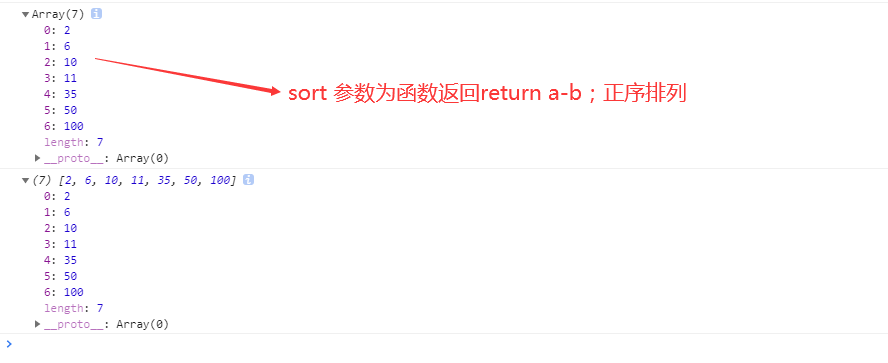 ▼Array(7) i
0: 2
1: 6
2: 10
3: 11
4: 35
5: 50
6: 100
length: 7
▶__proto__: Array(0)
sort 参数为函数返回return a-b；正序排列
▼(7) [2, 6, 10, 11, 35, 50, 100] i
0: 2
1: 6
2: 10
3: 11
4: 35
5: 50
6: 100
length: 7
▶__proto__: Array(0)
>